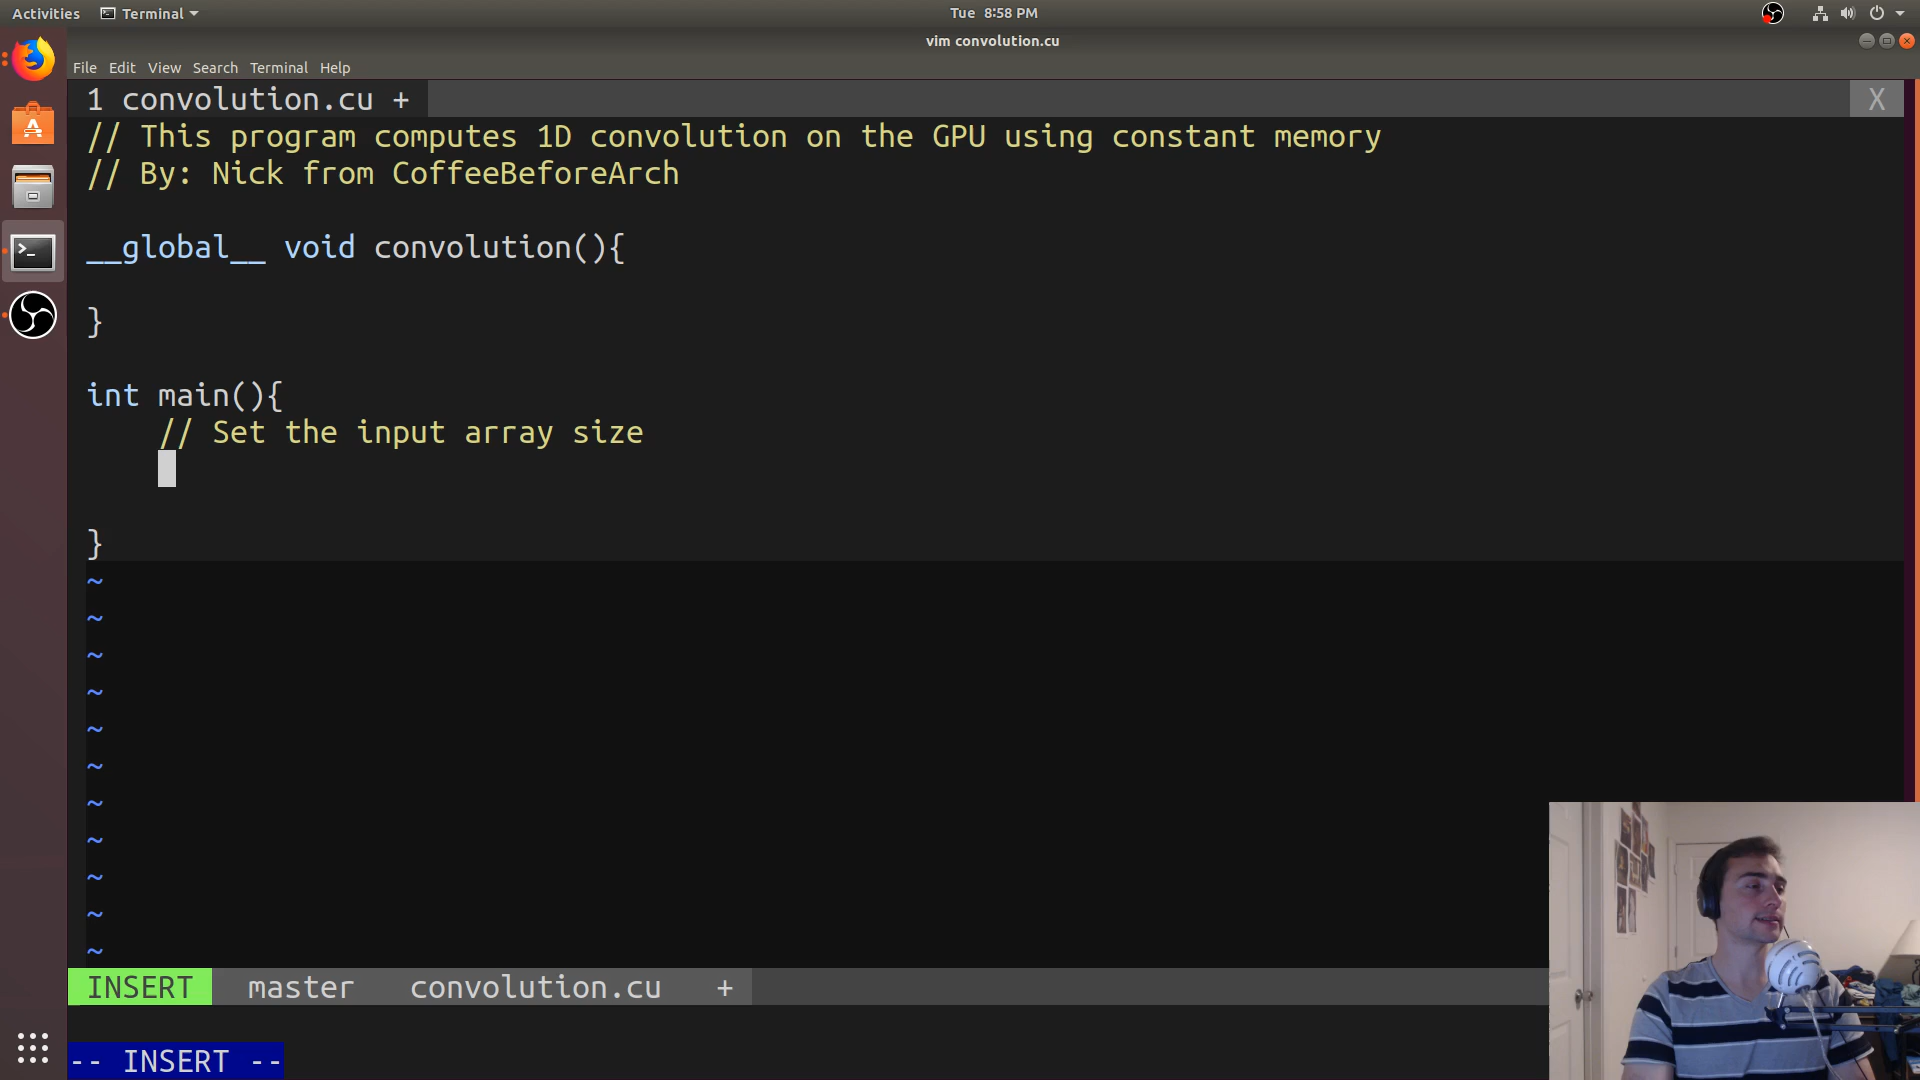 Activities Terminal Tue 8:58 PM
vim convolution.cu
File Edit View Search Terminal Help
1 convolution.cu + X
// This program computes 1D convolution on the GPU using constant memory
// By: Nick from CoffeeBeforeArch
__global__ void convolution(){
}
int main(){
// Set the input array size
}
~
~
~
~
~
~
~
~
~
~
~
INSERT master convolution.cu +
-- INSERT --